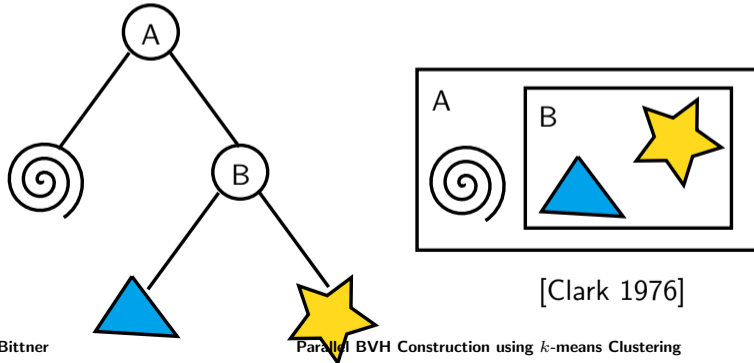 A
B
A
B
[Clark 1976]
Bittner
Parallel BVH Construction using k-means Clustering